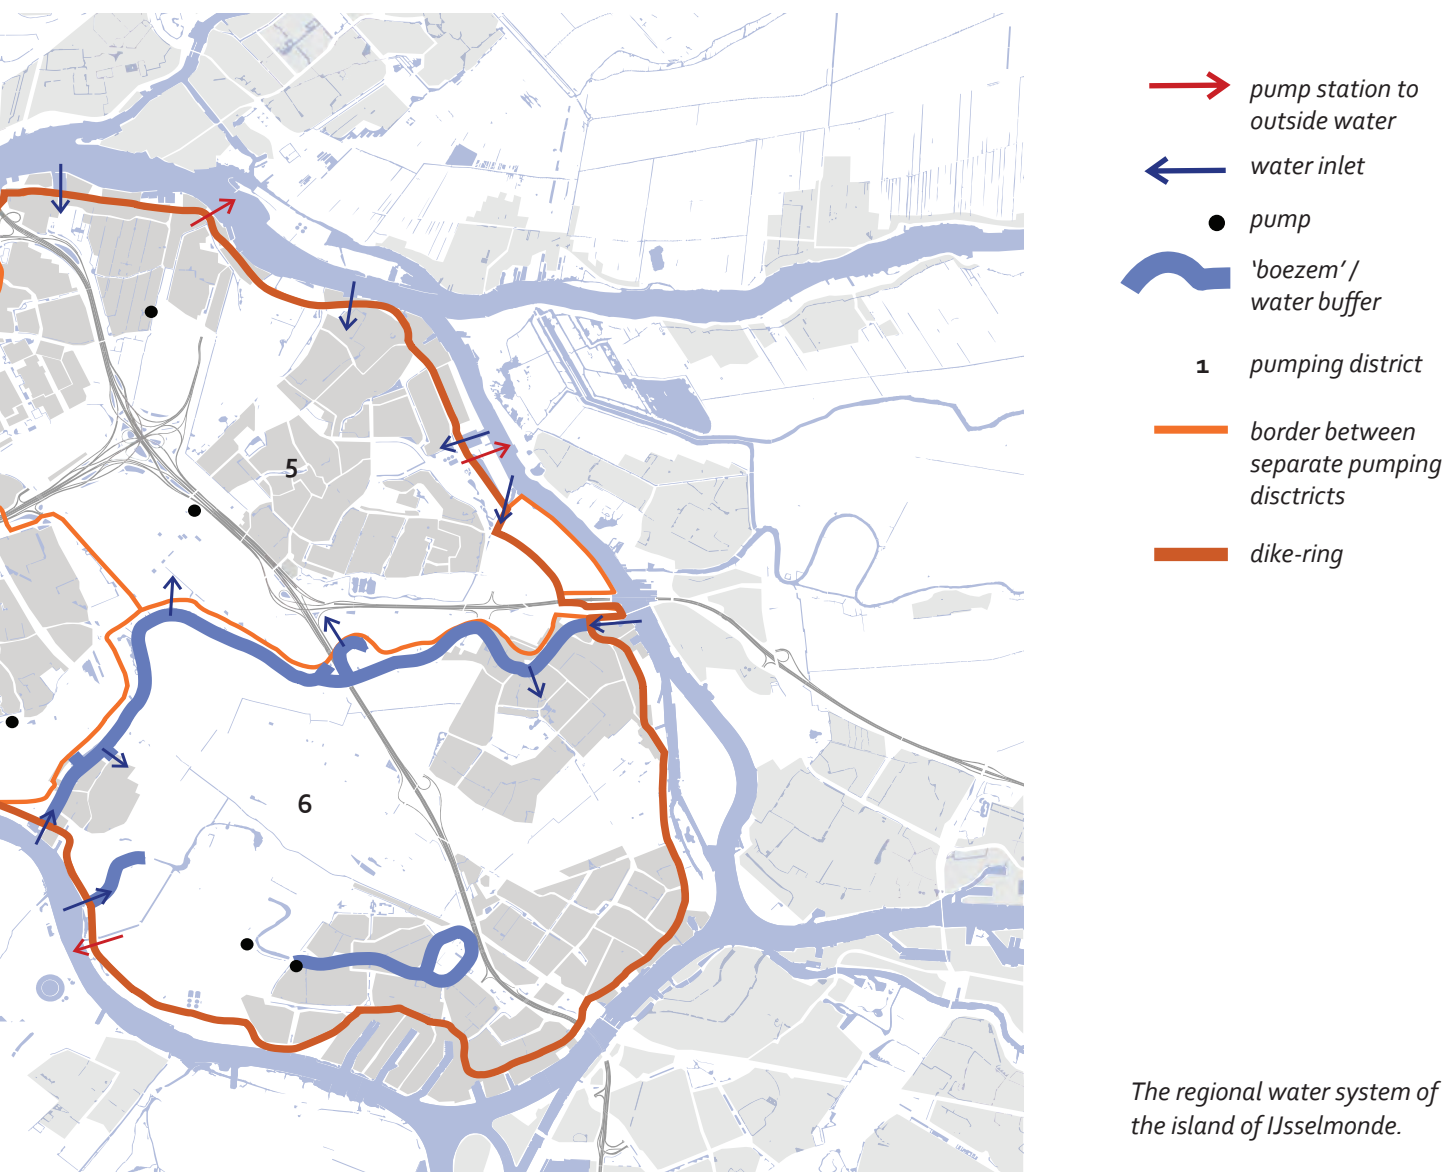 pump station to
outside water
water inlet
pump
‘boezem’ /
water buffer
1 pumping district
border between
separate pumping
disctricts
dike-ring
5
6
The regional water system of
the island of IJsselmonde.